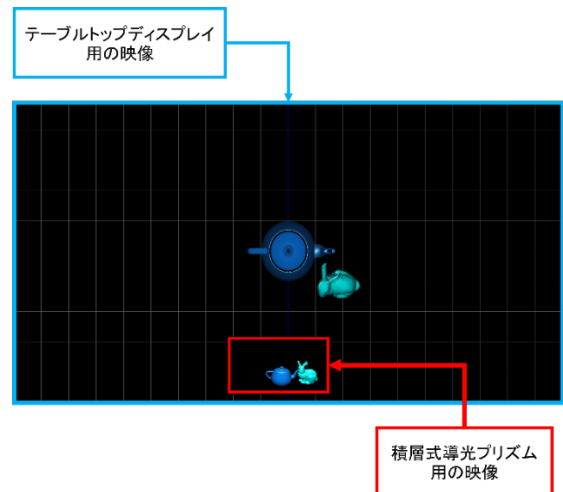 テーブルトップディスプレイ
用の映像
積層式導光プリズム
用の映像